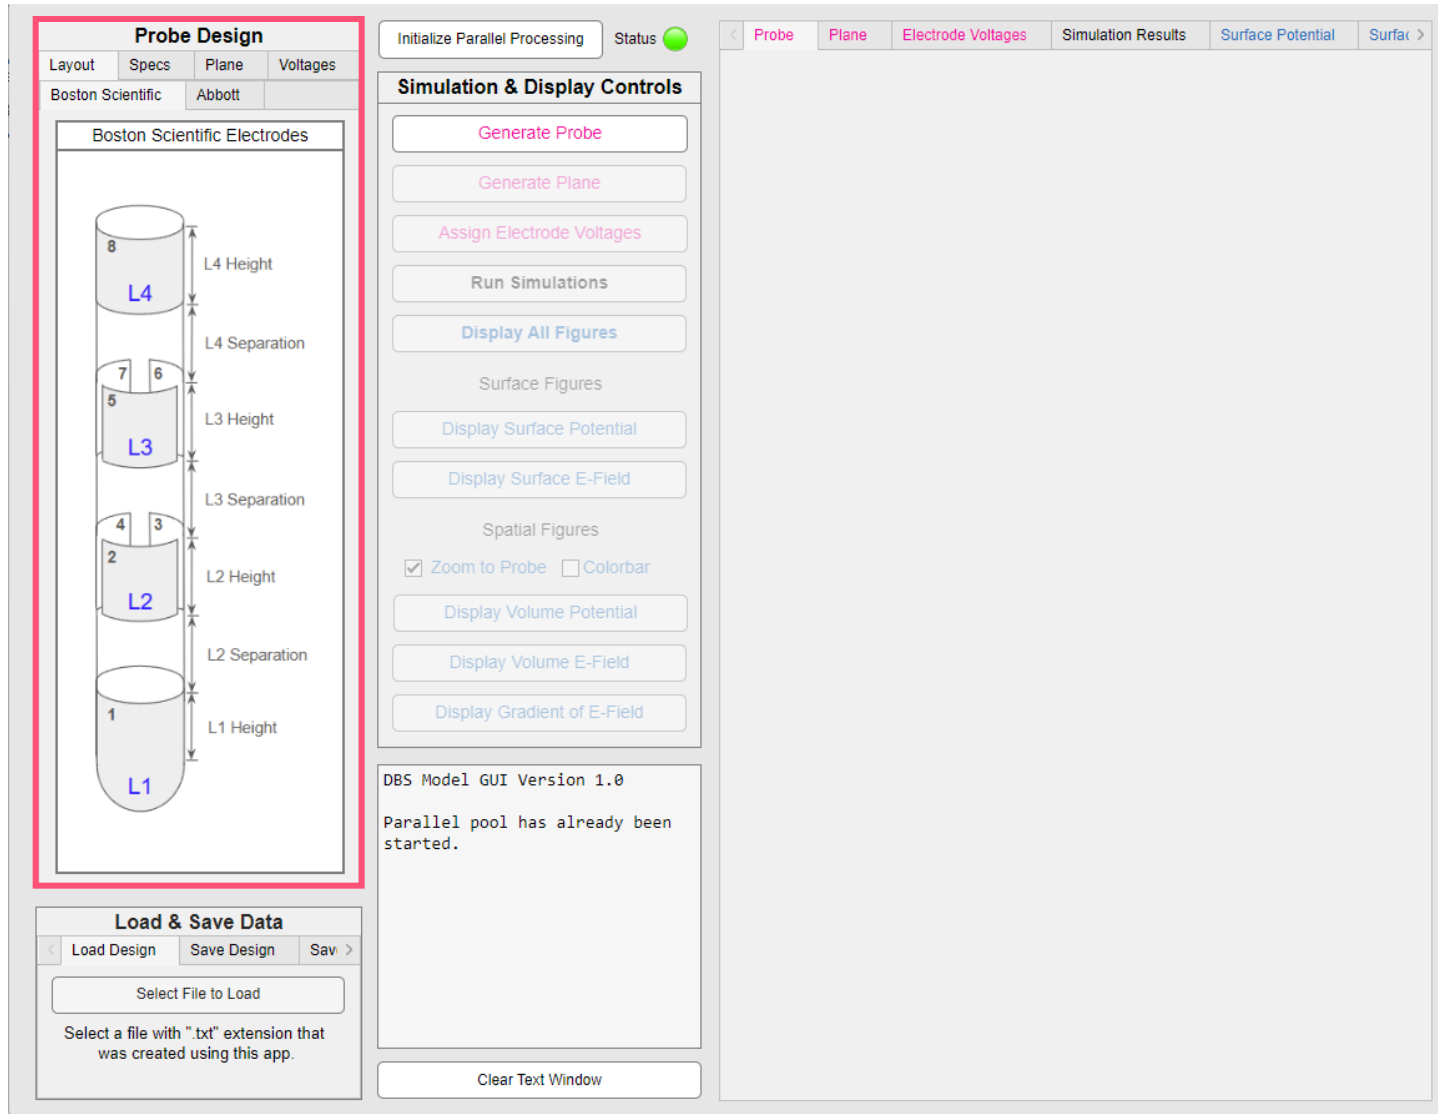 Probe Design
Layout Specs Plane Voltages
Boston Scientific Abbott
Boston Scientific Electrodes
8
L4
L4 Height
L4 Separation
7 6
5
L3
L3 Height
L3 Separation
4 3
2
L2
L2 Height
L2 Separation
1
L1
L1 Height
Load & Save Data
Load Design Save Design Sav
Select File to Load
Select a file with ".txt" extension that
was created using this app.
Initialize Parallel Processing Status
Simulation & Display Controls
Generate Probe
Generate Plane
Assign Electrode Voltages
Run Simulations
Display All Figures
Surface Figures
Display Surface Potential
Display Surface E-Field
Spatial Figures
Zoom to Probe Colorbar
Display Volume Potential
Display Volume E-Field
Display Gradient of E-Field
DBS Model GUI Version 1.0
Parallel pool has already been
started.
Clear Text Window
Probe Plane Electrode Voltages Simulation Results Surface Potential Surfac